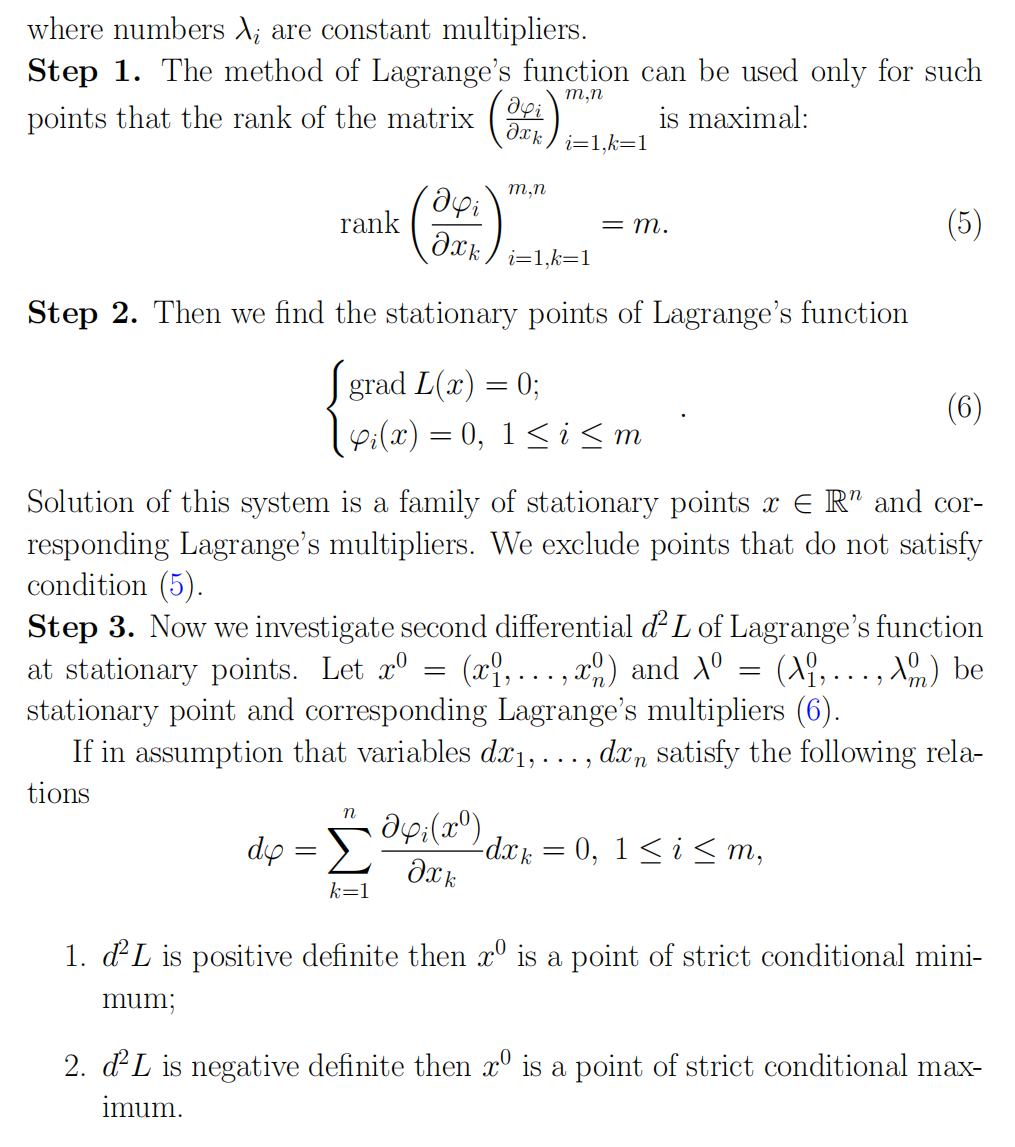 where numbers λ_i are constant multipliers.
Step 1. The method of Lagrange's function can be used only for such
points that the rank of the matrix (∂φ_i/∂x_k)^{m,n}_{i=1,k=1} is maximal:
rank (∂φ_i/∂x_k)^{m,n}_{i=1,k=1} = m. (5)
Step 2. Then we find the stationary points of Lagrange's function
{ grad L(x) = 0;
φ_i(x) = 0, 1 ≤ i ≤ m . (6)
Solution of this system is a family of stationary points x ∈ ℝ^n and cor-
responding Lagrange's multipliers. We exclude points that do not satisfy
condition (5).
Step 3. Now we investigate second differential d²L of Lagrange's function
at stationary points. Let x^0 = (x_1^0, . . . , x_n^0) and λ^0 = (λ_1^0, . . . , λ_m^0) be
stationary point and corresponding Lagrange's multipliers (6).
If in assumption that variables dx_1, . . . , dx_n satisfy the following rela-
tions
dφ = ∑_{k=1}^{n} ∂φ_i(x^0)/∂x_k dx_k = 0, 1 ≤ i ≤ m,
1. d²L is positive definite then x^0 is a point of strict conditional mini-
mum;
2. d²L is negative definite then x^0 is a point of strict conditional max-
imum.